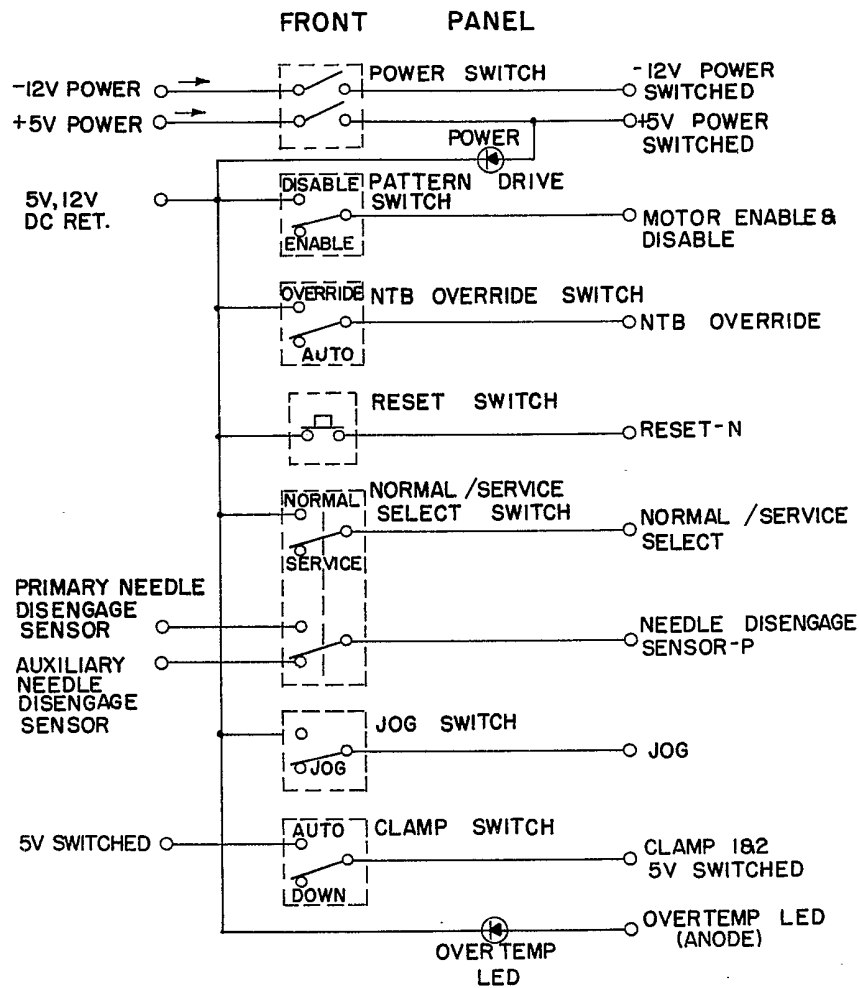 FRONT PANEL
-12V POWER
POWER SWITCH
-12V POWER
SWITCHED
+5V POWER
+5V POWER
SWITCHED
POWER
5V, 12V
DC RET.
DISABLE
PATTERN DRIVE
SWITCH
ENABLE
MOTOR ENABLE &
DISABLE
OVERRIDE
NTB OVERRIDE SWITCH
AUTO
NTB OVERRIDE
RESET SWITCH
RESET-N
NORMAL
NORMAL /SERVICE
SELECT SWITCH
SERVICE
NORMAL /SERVICE
SELECT
PRIMARY NEEDLE
DISENGAGE
SENSOR
NEEDLE DISENGAGE
SENSOR-P
AUXILIARY
NEEDLE
DISENGAGE
SENSOR
JOG SWITCH
JOG
JOG
5V SWITCHED
AUTO
CLAMP SWITCH
DOWN
CLAMP 1&2
5V SWITCHED
OVERTEMP LED
(ANODE)
OVER TEMP
LED